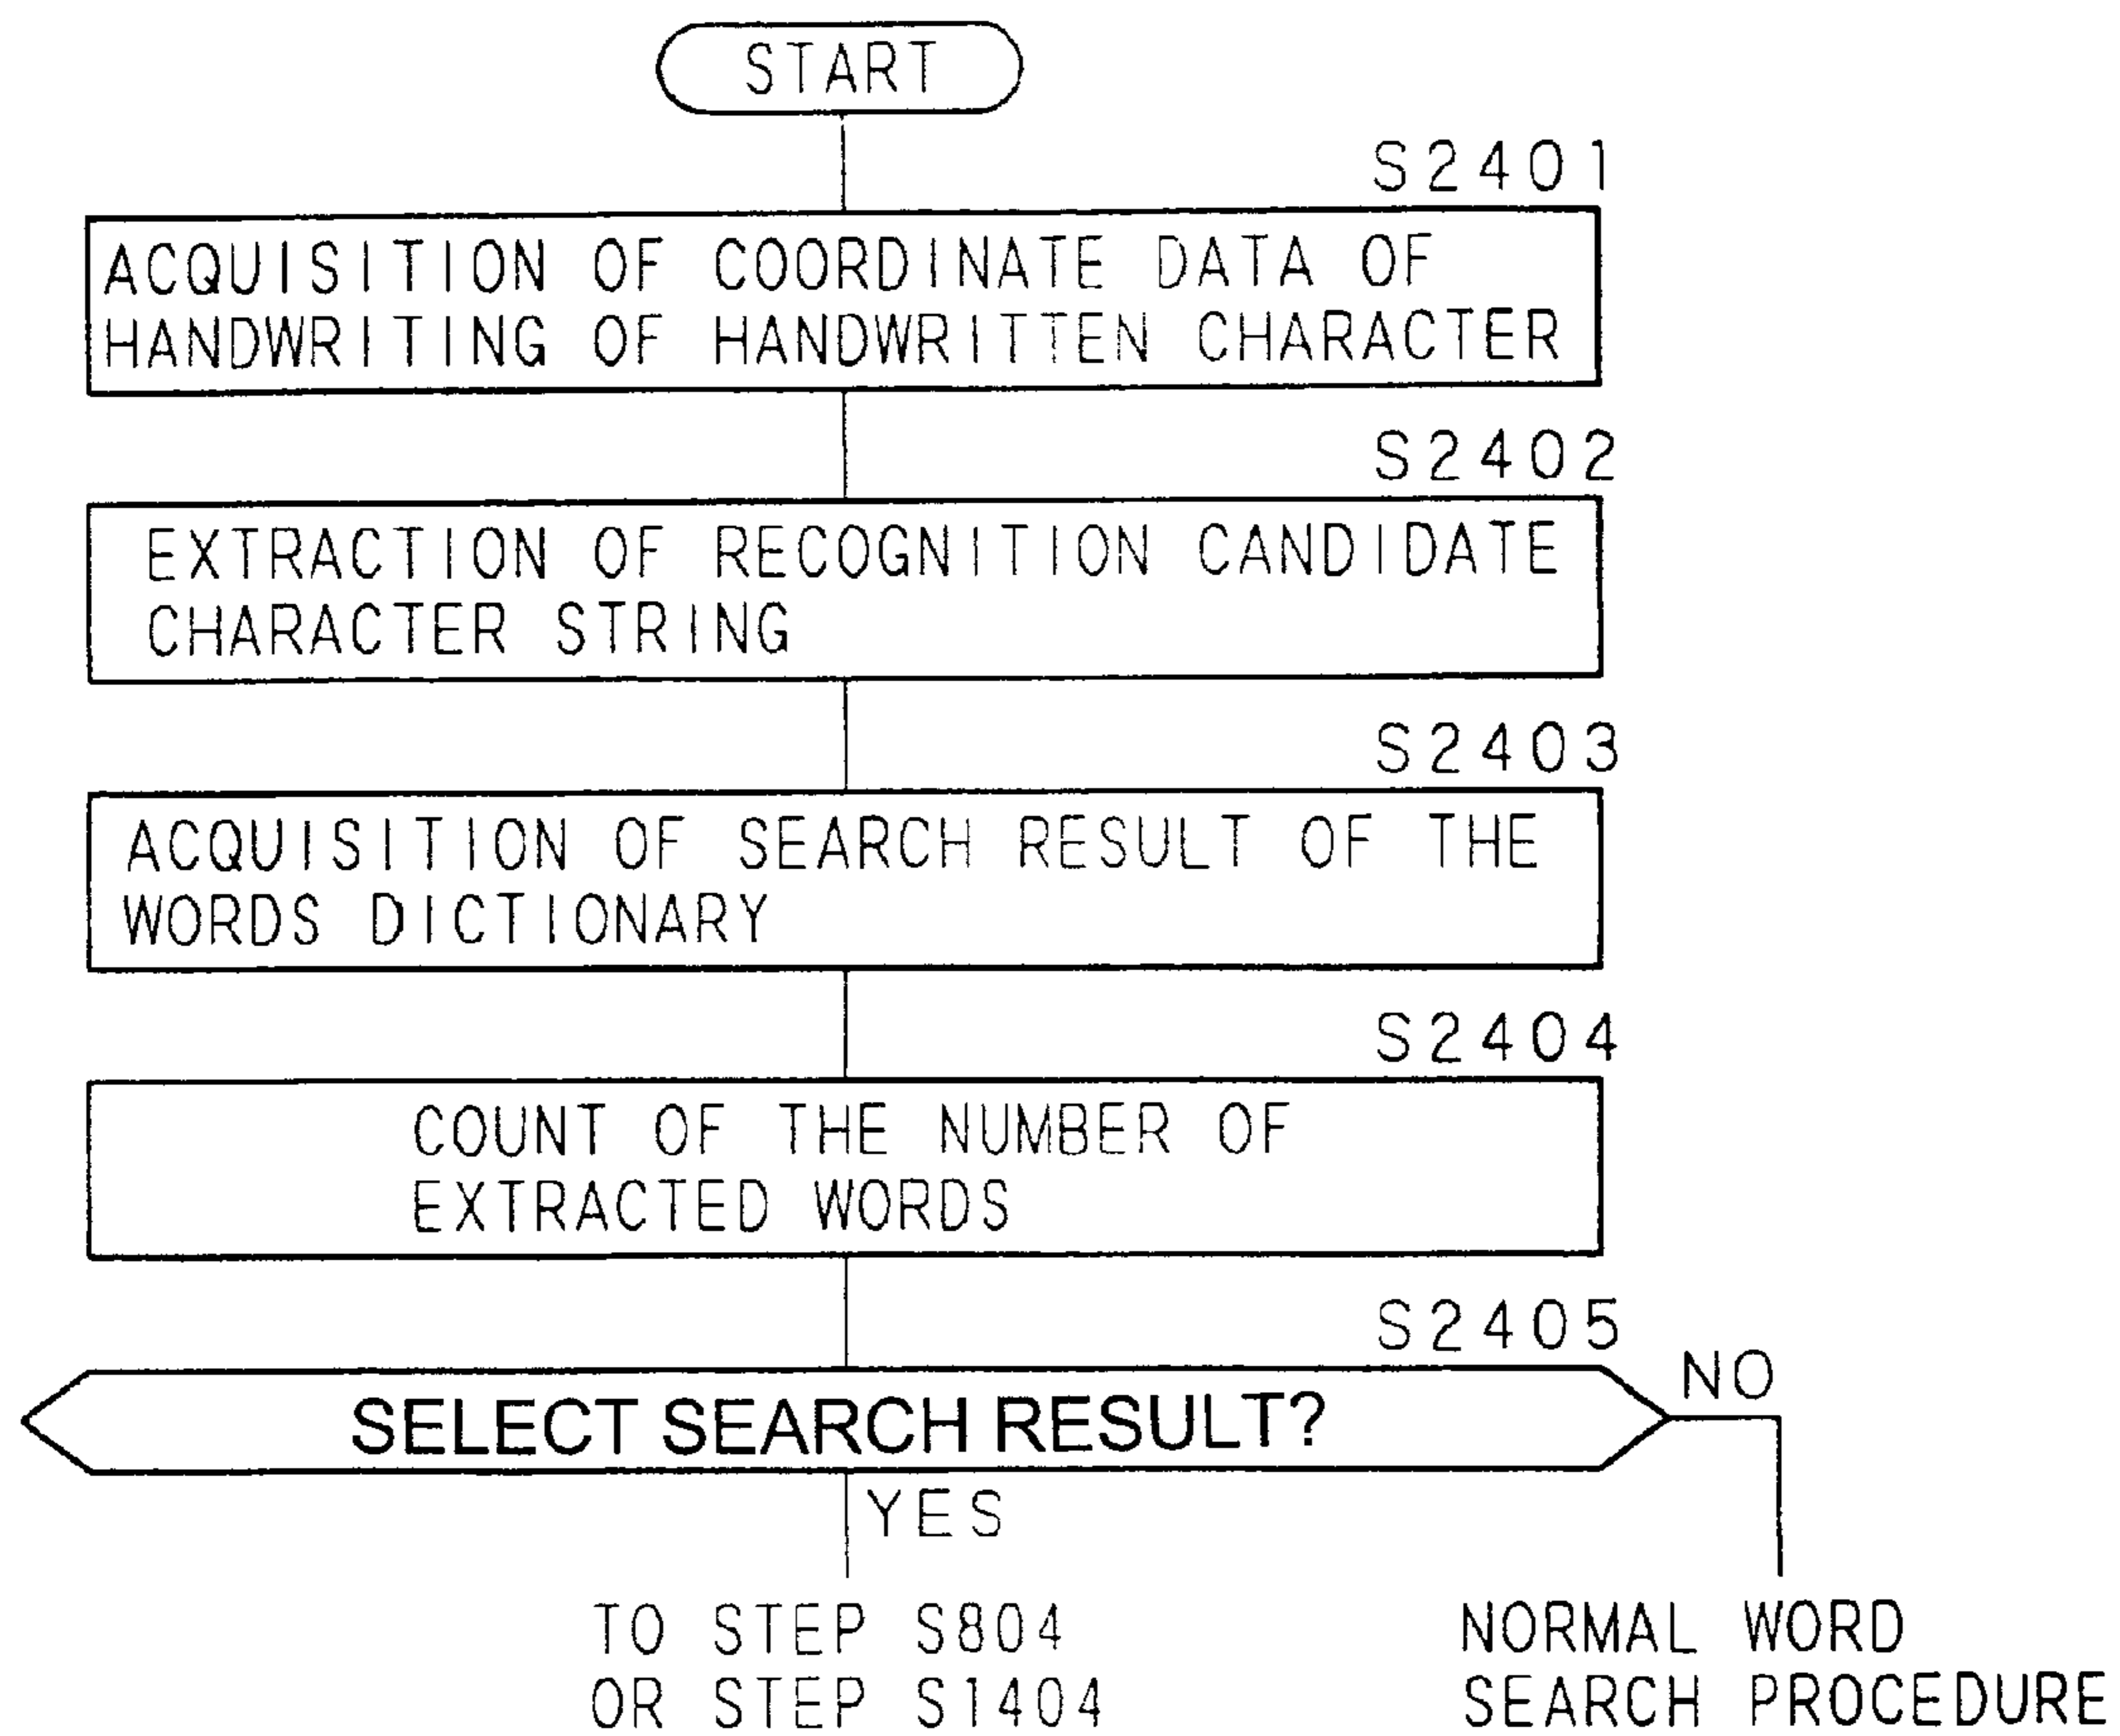 START
S2401
ACQUISITION OF COORDINATE DATA OF
HANDWRITING OF HANDWRITTEN CHARACTER
S2402
EXTRACTION OF RECOGNITION CANDIDATE
CHARACTER STRING
S2403
ACQUISITION OF SEARCH RESULT OF THE
WORDS DICTIONARY
S2404
COUNT OF THE NUMBER OF
EXTRACTED WORDS
S2405
SELECT SEARCH RESULT?
NO
YES
TO STEP S804
OR STEP S1404
NORMAL WORD
SEARCH PROCEDURE